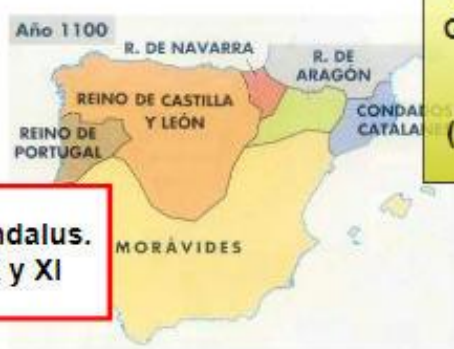 Año 1100
R. DE NAVARRA
R. DE
ARAGÓN
REINO DE CASTILLA
Y LEÓN
CONDADOS
CATALANES
REINO DE
PORTUGAL
ndalus.
y XI
MORÁVIDES
(